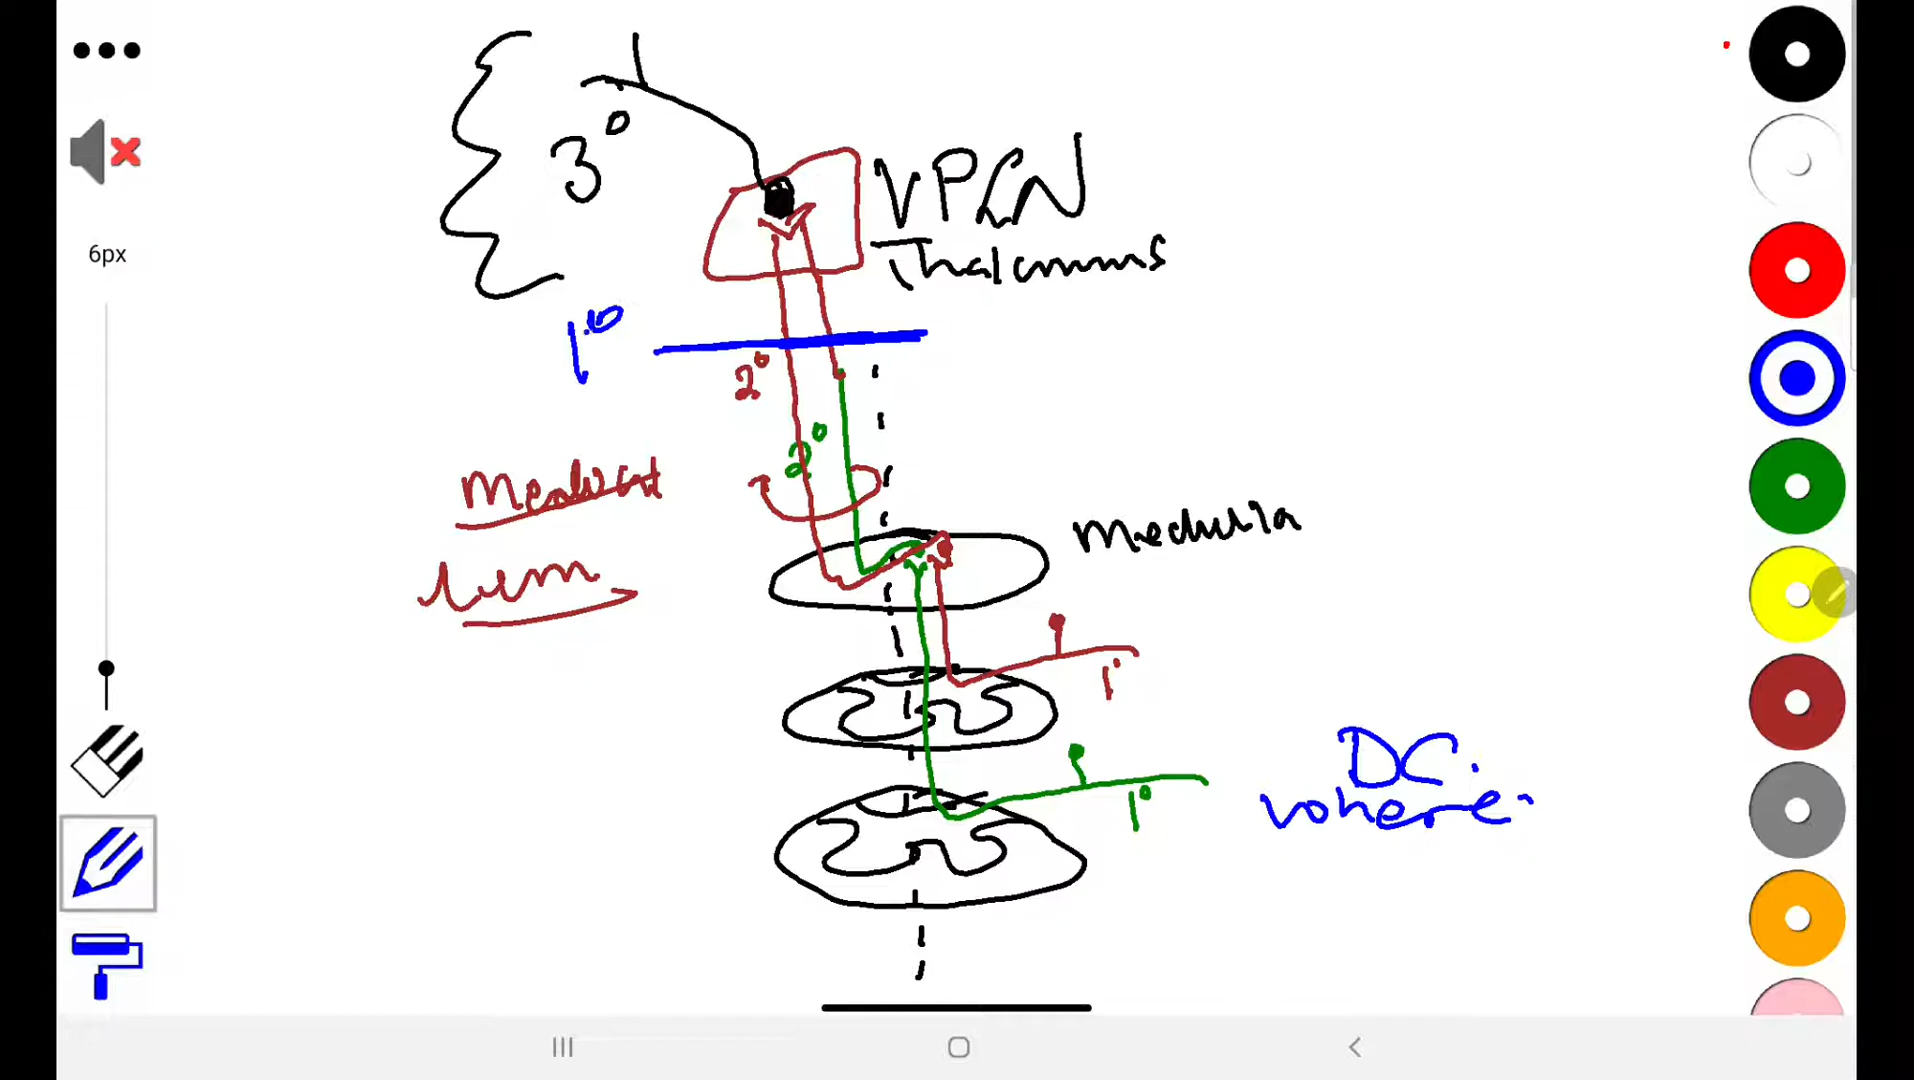 3°
VPLN
Thalamus
1°
2°
2°
Medial
lem
Medulla
1°
1°
DC.
where
6px